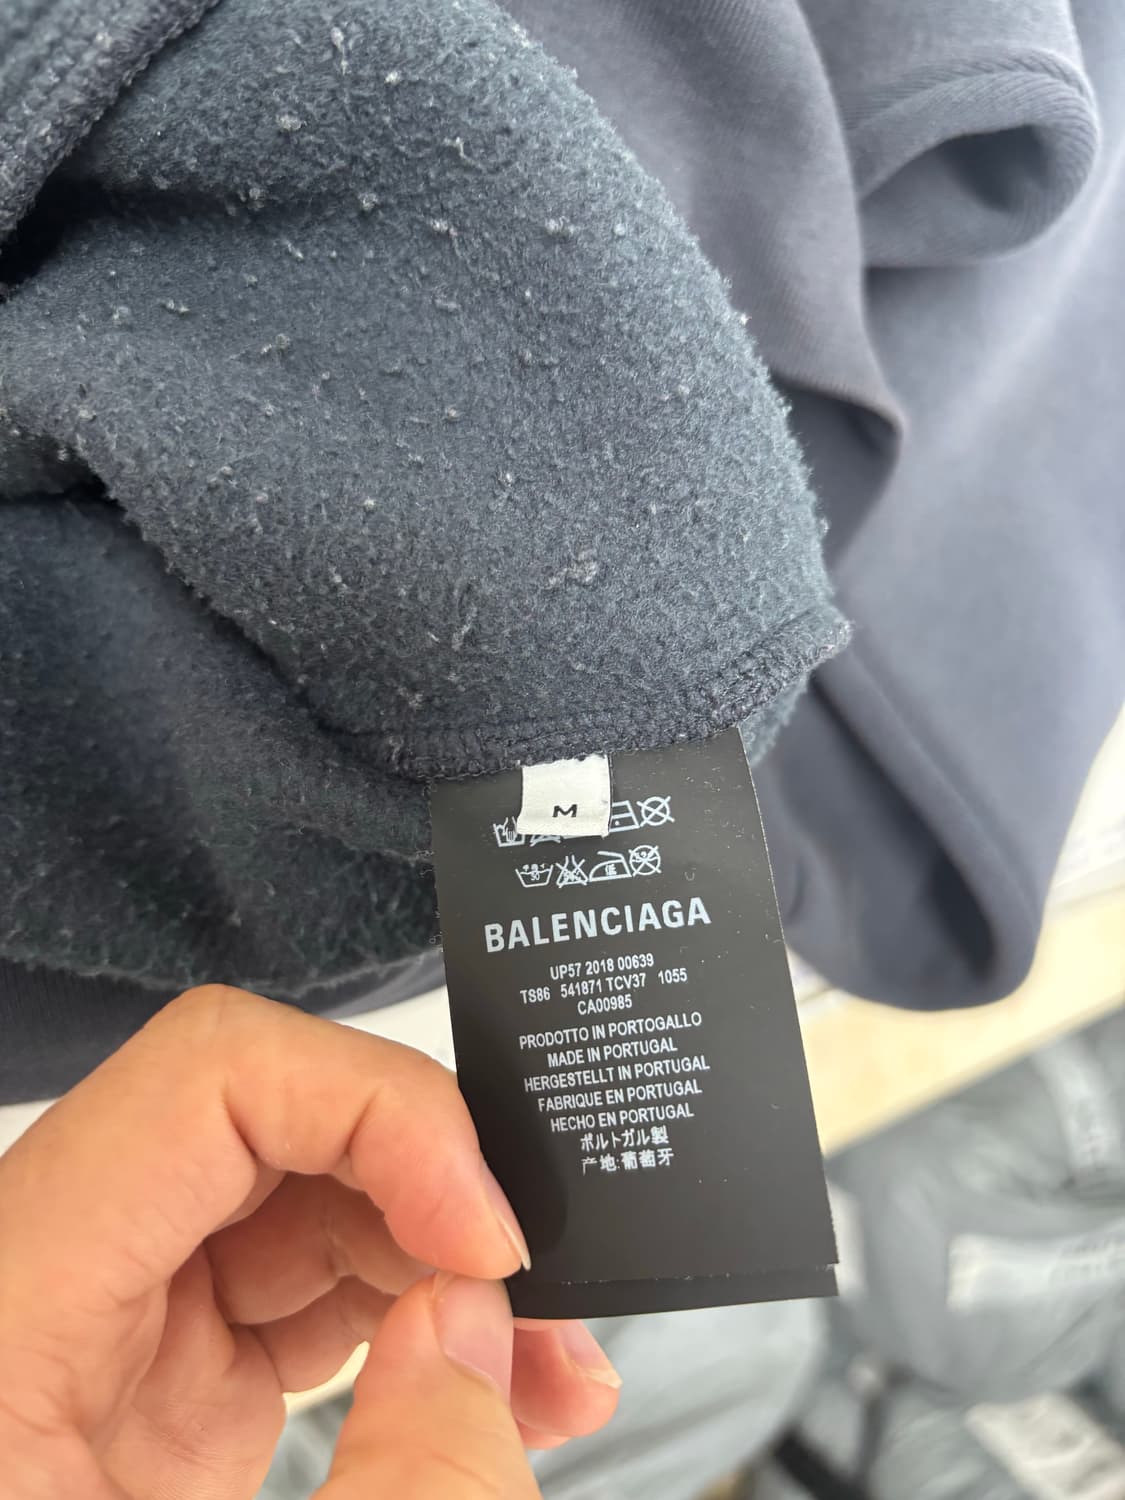 M
BALENCIAGA
UP57 2018 00639
TS86 541871 TCV37 1055
CA00985
PRODOTTO IN PORTOGALLO
MADE IN PORTUGAL
HERGESTELLT IN PORTUGAL
FABRIQUE EN PORTUGAL
HECHO EN PORTUGAL
ポルトガル製
产地:葡萄牙